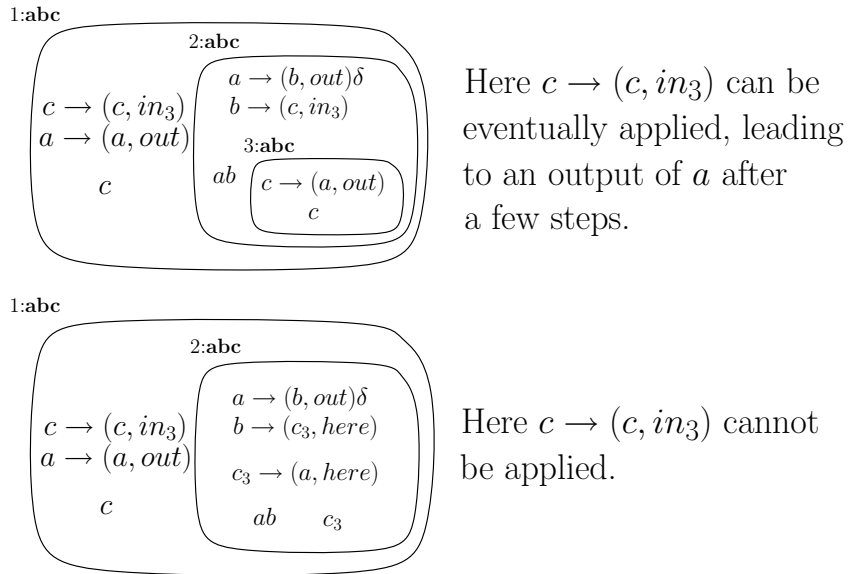 1:abc
2:abc
a → (b, out)δ
b → (c, in₃)
c → (c, in₃)
a → (a, out)
3:abc
ab
c → (a, out)
c
c
Here c → (c, in₃) can be
eventually applied, leading
to an output of a after
a few steps.
1:abc
2:abc
a → (b, out)δ
b → (c₃, here)
c → (c, in₃)
a → (a, out)
c₃ → (a, here)
c
ab c₃
Here c → (c, in₃) cannot
be applied.